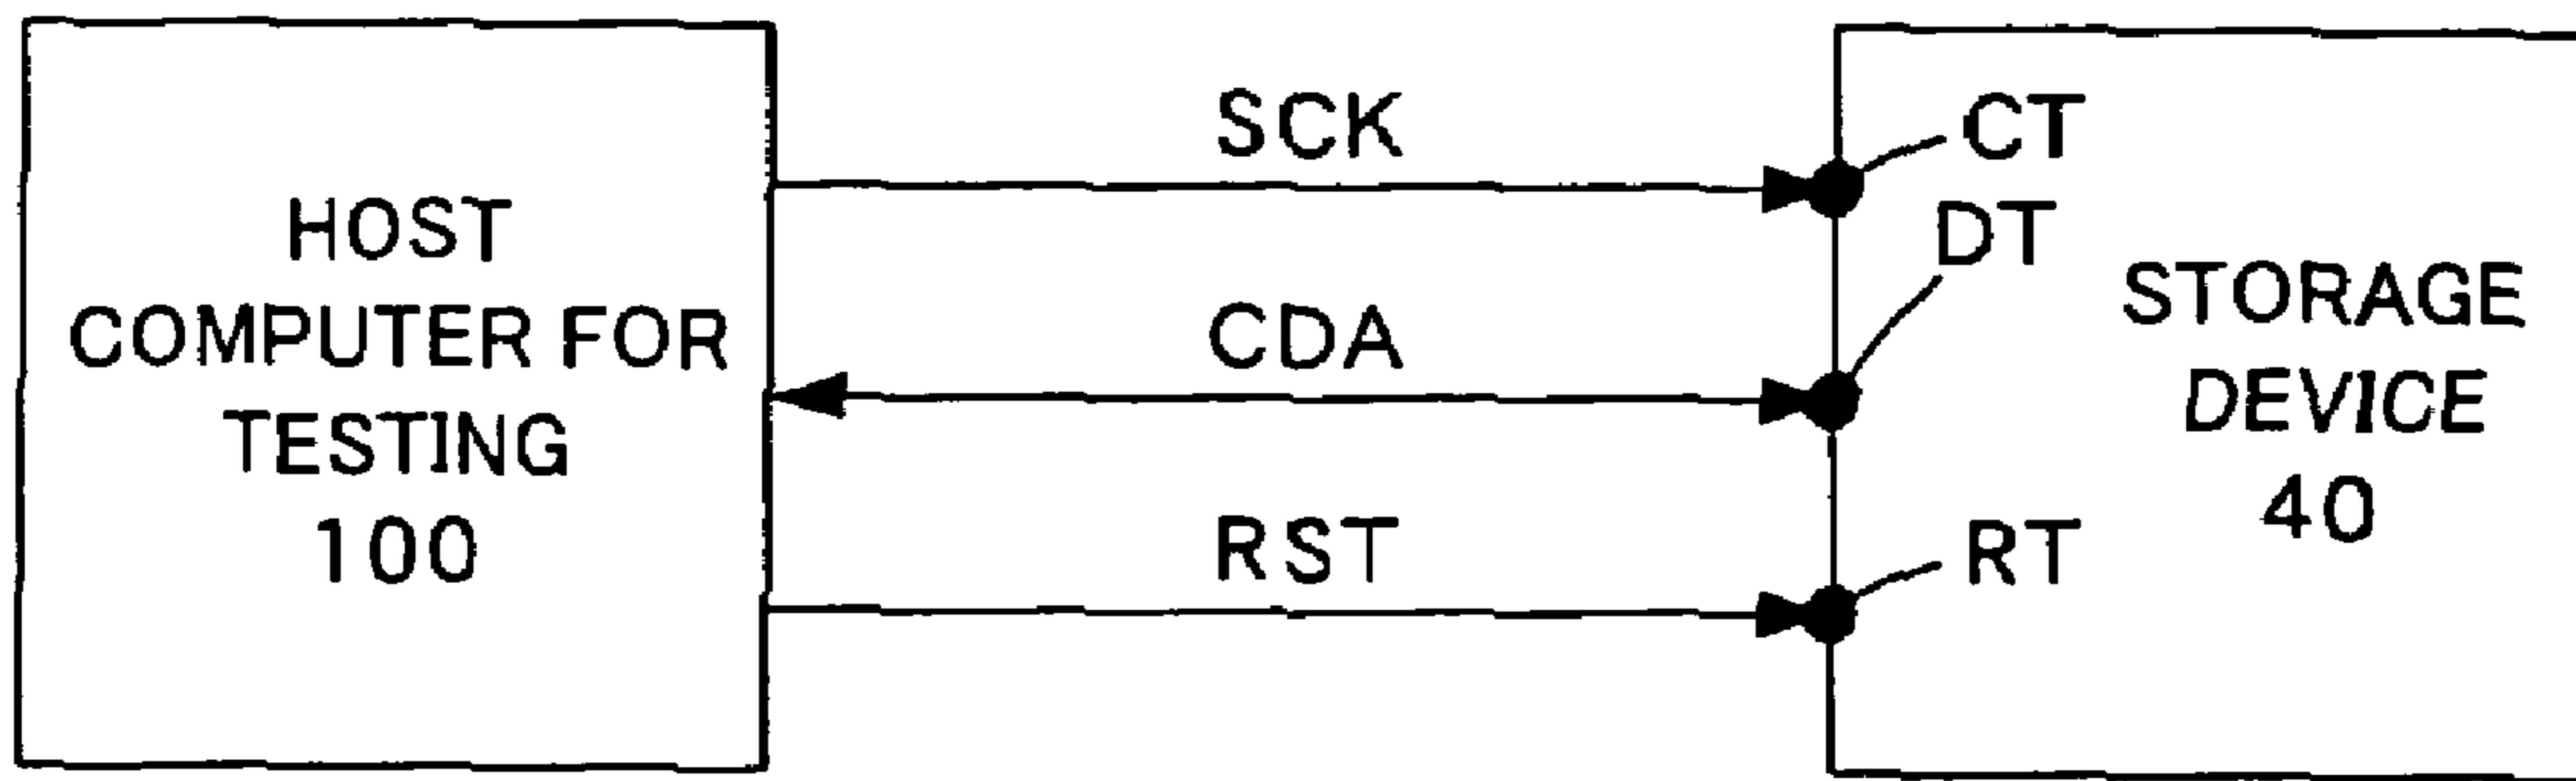 HOST
COMPUTER FOR
TESTING
100
SCK
CDA
RST
CT
DT
RT
STORAGE
DEVICE
40